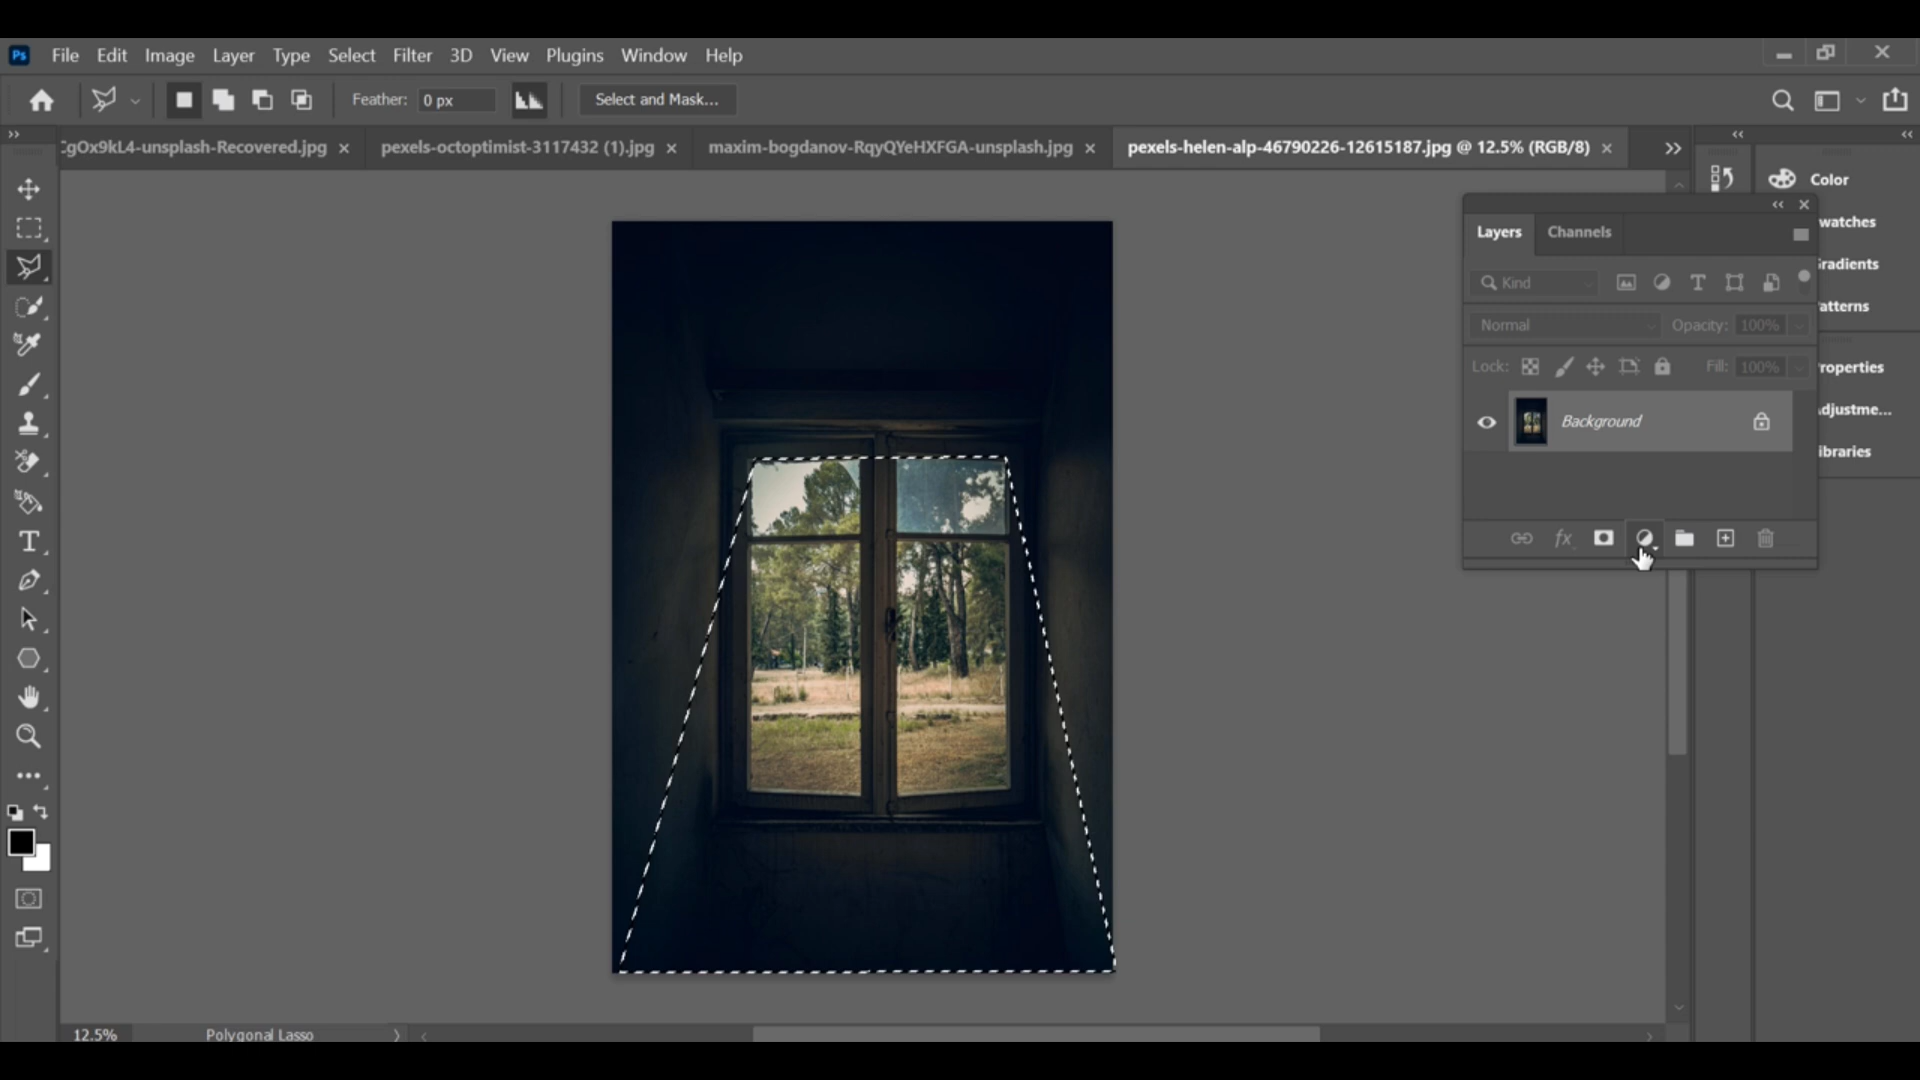 Ps File Edit Image Layer Type Select Filter 3D View Plugins Window Help
Feather: 0 px Select and Mask...
CgOx9kL4-unsplash-Recovered.jpg × pexels-octoptimist-3117432 (1).jpg × maxim-bogdanov-RqyQYeHXFGA-unsplash.jpg × pexels-helen-alp-46790226-12615187.jpg @ 12.5% (RGB/8) ×
Color
watches
Layers Channels
radients
Kind
atterns
Normal Opacity: 100%
Lock: Fill: 100%
roperties
djustme...
Background
ibraries
fx
12.5% Polygonal Lasso